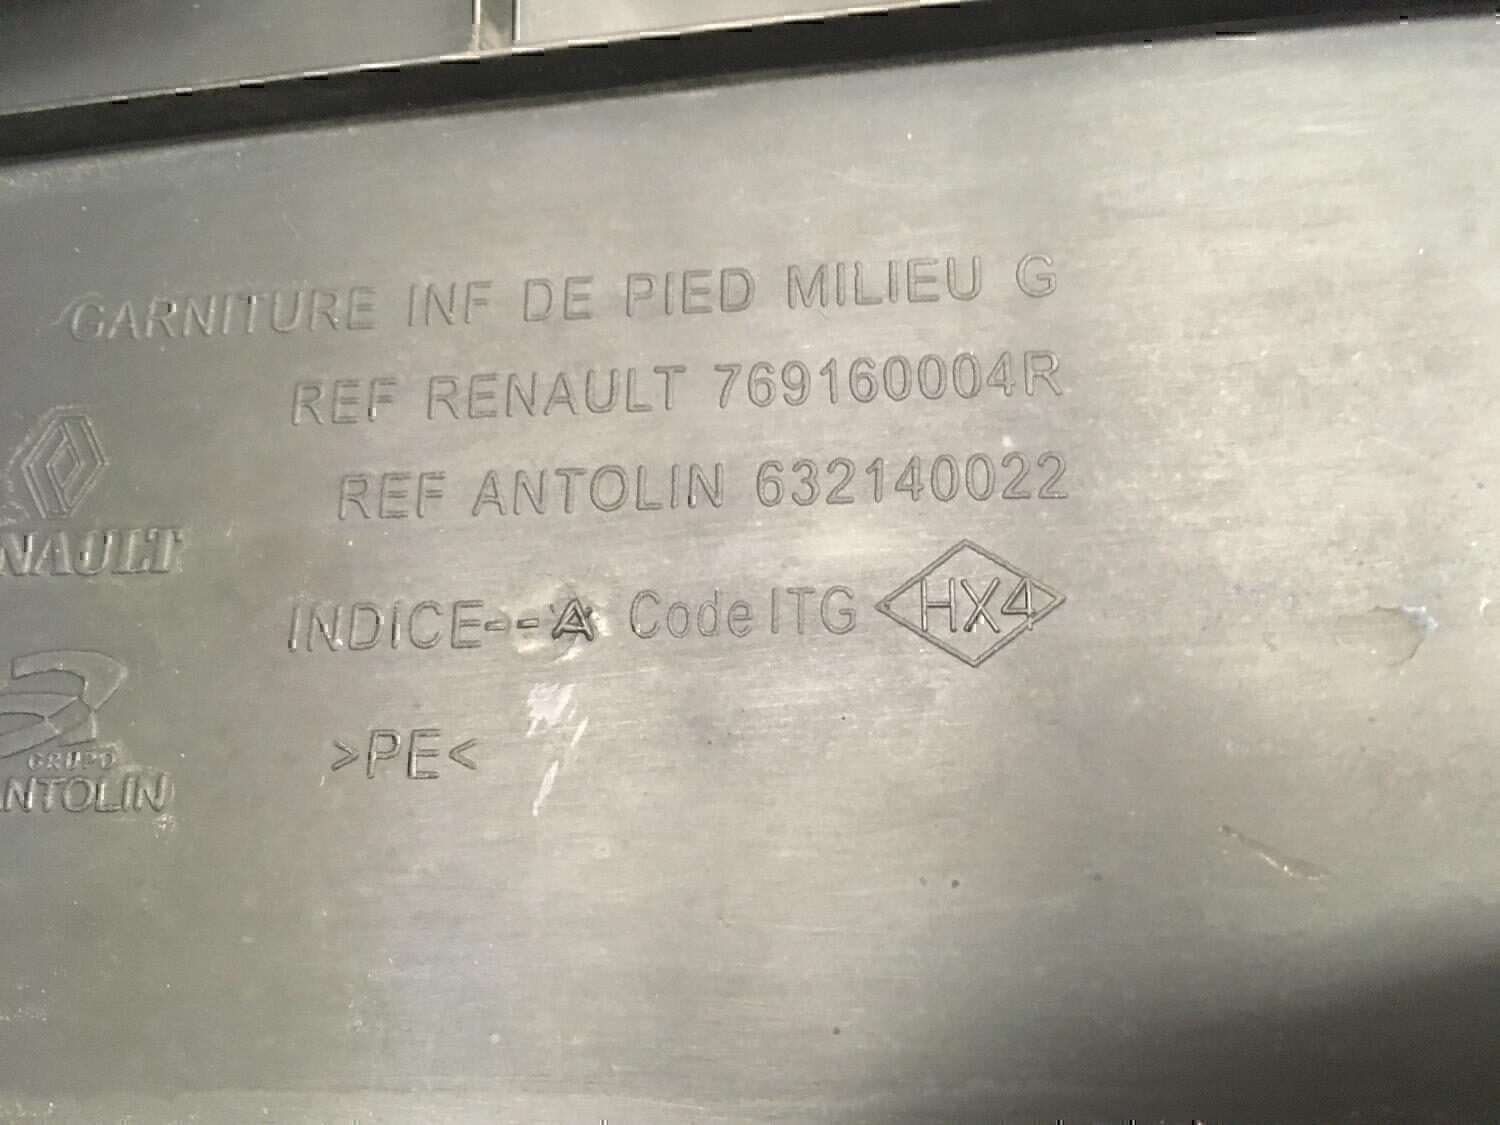 GARNITURE INF DE PIED MILIEU G
REF RENAULT 769160004R
REF ANTOLIN 632140022
NAULT
INDICE--A Code ITG HX4
>PE<
GRUPO
NTOLIN